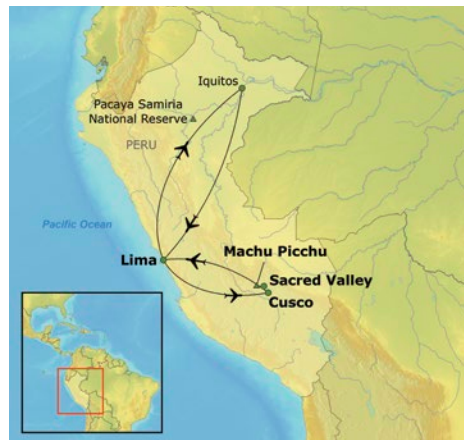 Iquitos
Pacaya Samiria
National Reserve
PERU
Pacific Ocean
Lima
Machu Picchu
Sacred Valley
Cusco